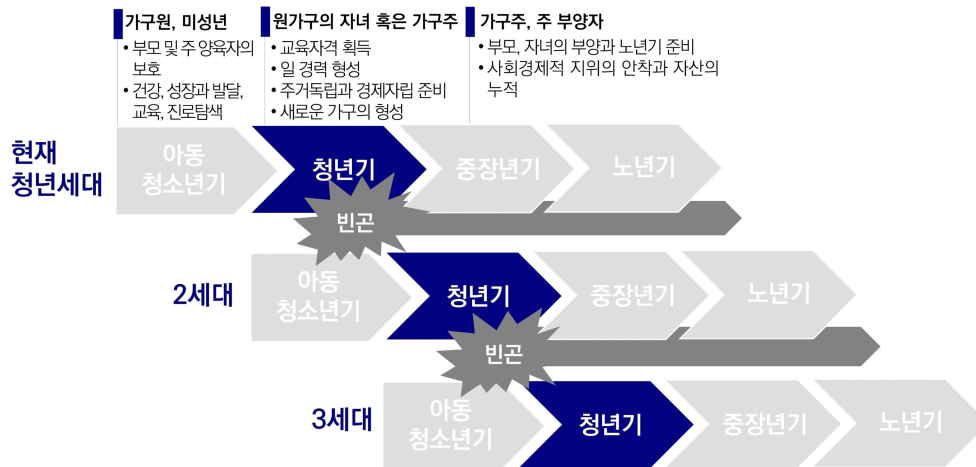 가구원, 미성년
• 부모 및 주 양육자의
보호
• 건강, 성장과 발달,
교육, 진로탐색
원가구의 자녀 혹은 가구주
• 교육자격 획득
• 일 경력 형성
• 주거독립과 경제자립 준비
• 새로운 가구의 형성
가구주, 주 부양자
• 부모, 자녀의 부양과 노년기 준비
• 사회경제적 지위의 안착과 자산의
누적
현재
청년세대
아동
청소년기
청년기
중장년기
노년기
빈곤
2세대
아동
청소년기
청년기
중장년기
노년기
빈곤
3세대
아동
청소년기
청년기
중장년기
노년기